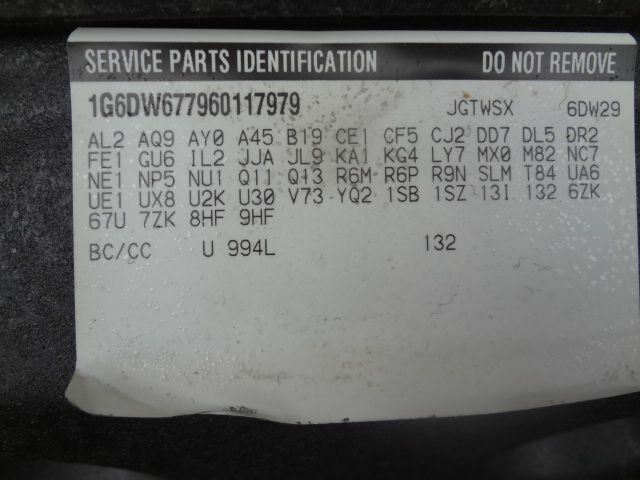 SERVICE PARTS IDENTIFICATION DO NOT REMOVE
1G6DW677960117979 JGTWSX 6DW29
AL2 AQ9 AY0 A45 B19 CE1 CF5 CJ2 DD7 DL5 DR2
FE1 GU6 IL2 JJA JL9 KA1 KG4 LY7 MX0 M82 NC7
NE1 NP5 NU1 Q11 Q13 R6M R6P R9N SLM T84 UA6
UE1 UX8 U2K U30 V73 YQ2 1SB 1SZ 13I 132 6ZK
67U 7ZK 8HF 9HF
BC/CC U 994L 132